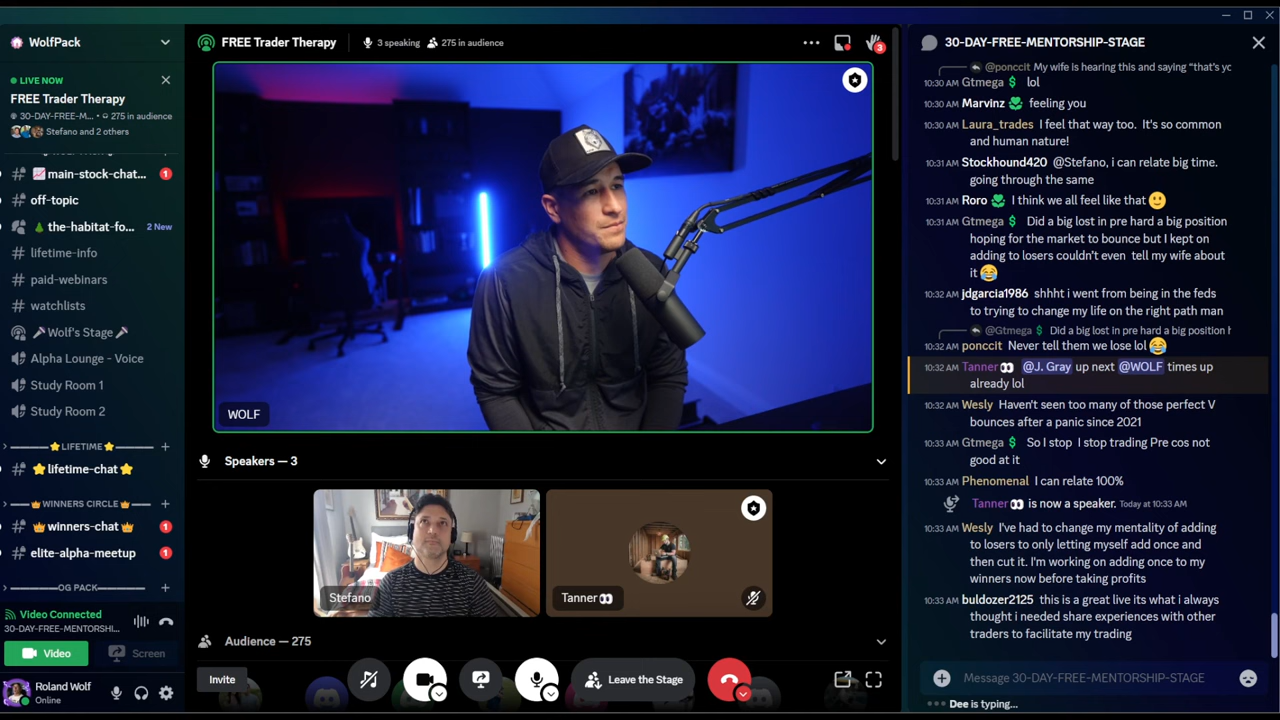 WolfPack
LIVE NOW
FREE Trader Therapy
30-DAY-FREE-M... • 275 in audience
Stefano and 2 others
main-stock-chat... 1
off-topic
the-habitat-fo... 2 New
lifetime-info
paid-webinars
watchlists
Wolf's Stage
Alpha Lounge - Voice
Study Room 1
Study Room 2
LIFETIME
lifetime-chat
WINNERS CIRCLE
winners-chat 1
elite-alpha-meetup 1
OG PACK
Video Connected
30-DAY-FREE-MENTORSHI...
Video
Screen
Roland Wolf
Online
FREE Trader Therapy
3 speaking
275 in audience
3
WOLF
Speakers — 3
Stefano
Tanner👀
Audience — 275
Invite
Leave the Stage
30-DAY-FREE-MENTORSHIP-STAGE
@ponccit My wife is hearing this and saying “that's yo
10:30 AM Gtmega $ lol
10:30 AM Marvinz feeling you
10:30 AM Laura_trades I feel that way too. It's so common
and human nature!
10:31 AM Stockhound420 @Stefano, i can relate big time.
going through the same
10:31 AM Roro I think we all feel like that 🙂
10:31 AM Gtmega $ Did a big lost in pre hard a big position
hoping for the market to bounce but I kept on
adding to losers couldn't even tell my wife about
it 😂
10:32 AM jdgarcia1986 shhht i went from being in the feds
to trying to change my life on the right path man
@Gtmega $ Did a big lost in pre hard a big position h
10:32 AM ponccit Never tell them we lose lol 😂
10:32 AM Tanner👀 @J. Gray up next @WOLF times up
already lol
10:32 AM Wesly Haven't seen too many of those perfect V
bounces after a panic since 2021
10:33 AM Gtmega $ So I stop I stop trading Pre cos not
good at it
10:33 AM Phenomenal I can relate 100%
Tanner👀 is now a speaker. Today at 10:33 AM
10:33 AM Wesly I've had to change my mentality of adding
to losers to only letting myself add once and
then cut it. I'm working on adding once to my
winners now before taking profits
10:33 AM buldozer2125 this is a great live its what i always
thought i needed share experiences with other
traders to facilitate my trading
Message 30-DAY-FREE-MENTORSHIP-STAGE
Dee is typing...